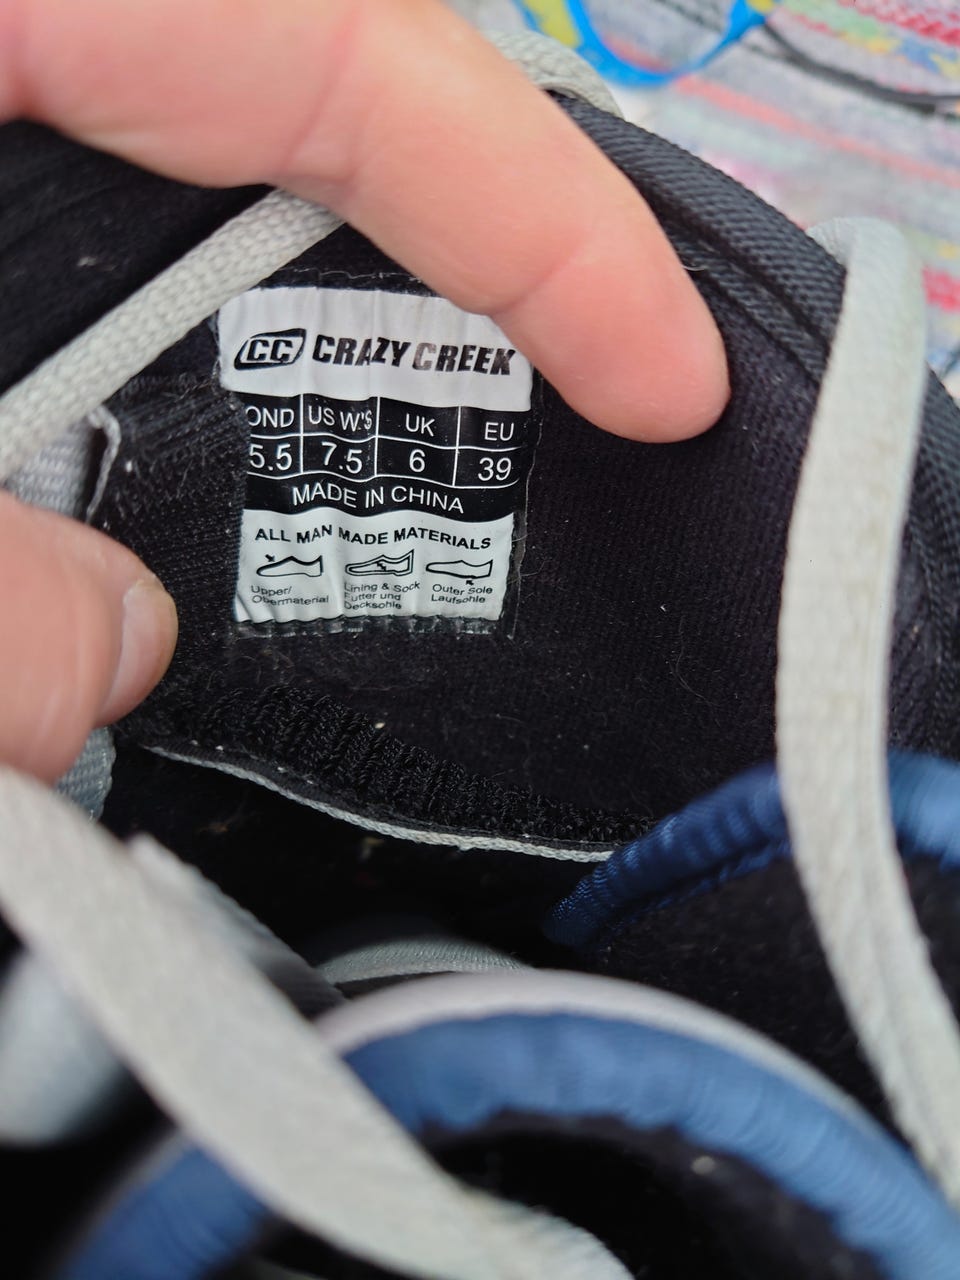 CC CRAZY CREEK
OND US W'S UK EU
5.5 7.5 6 39
MADE IN CHINA
ALL MAN MADE MATERIALS
Upper/ Lining & Sock Outer Sole
Obermaterial Futter und Laufsohle
Decksohle